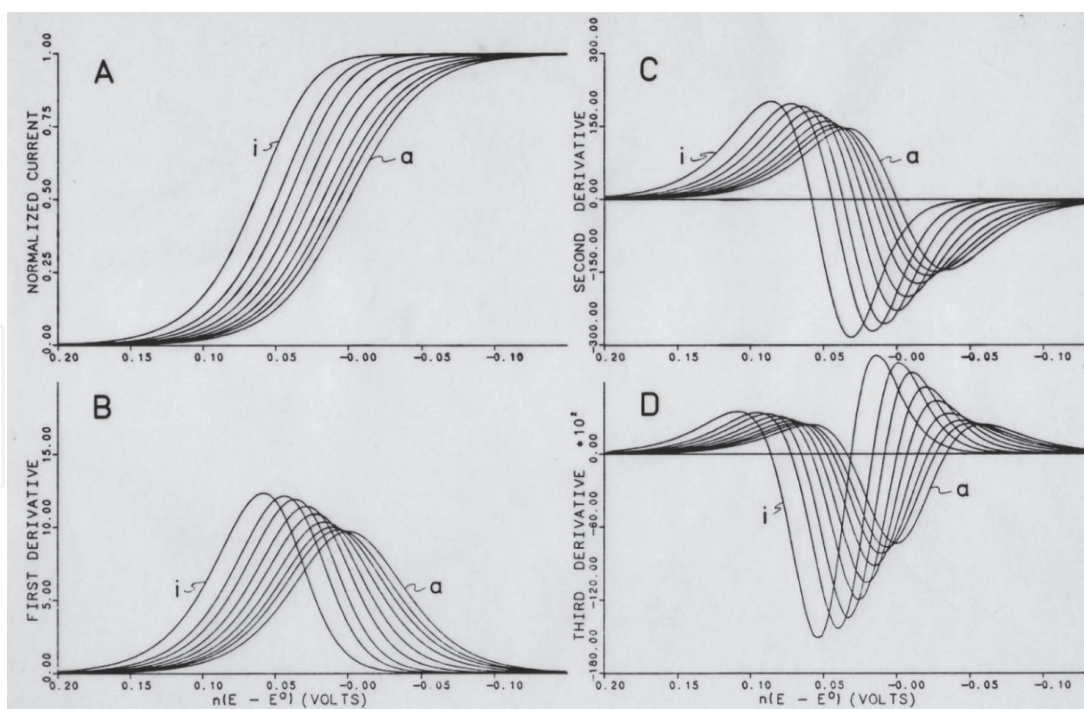 A
NORMALIZED CURRENT
1.00
0.75
0.50
0.25
0.00
i
a
0.20 0.15 0.10 0.05 -0.00 -0.05 -0.10
B
FIRST DERIVATIVE
15.00
10.00
5.00
0.00
i
a
0.20 0.15 0.10 0.05 -0.00 -0.05 -0.10
n(E - E⁰) (VOLTS)
C
SECOND DERIVATIVE
300.00
150.00
0.00
-150.00
-300.00
i
a
0.20 0.15 0.10 0.05 -0.00 -0.05 -0.10
D
THIRD DERIVATIVE
* 10²
0.00
-60.00
-120.00
-180.00
i
a
0.20 0.15 0.10 0.05 -0.00 -0.05 -0.10
n(E - E⁰) (VOLTS)